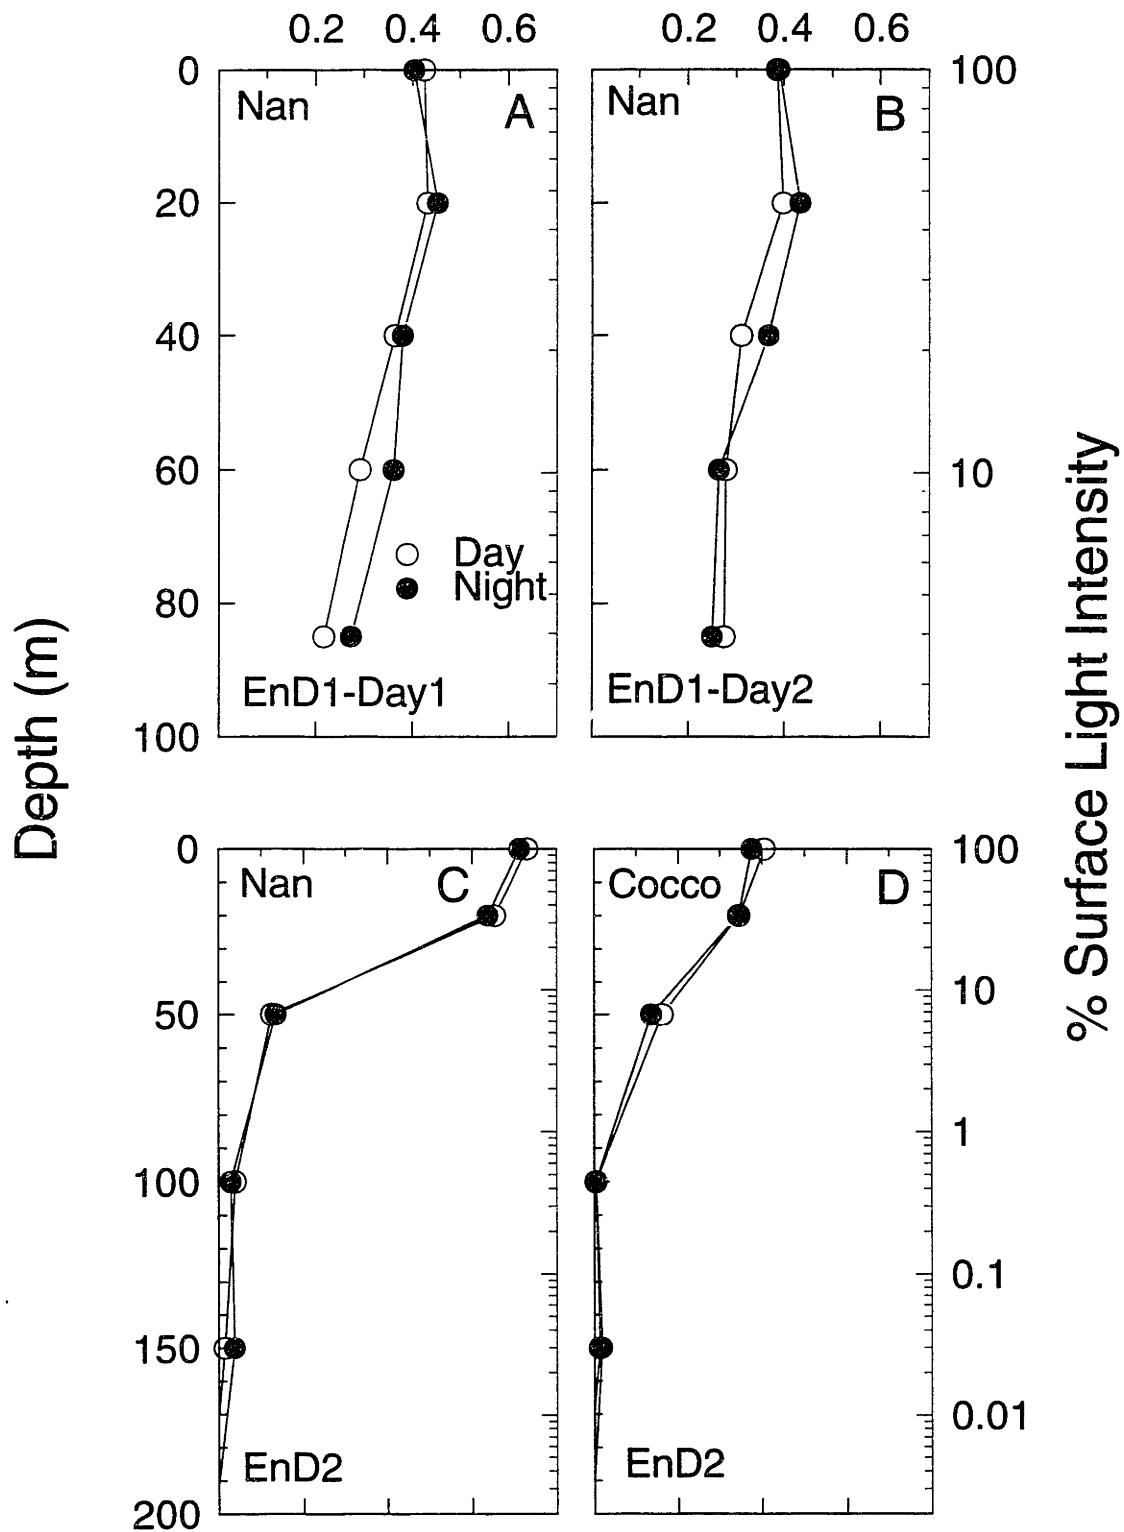 0.2 0.4 0.6 0.2 0.4 0.6
0 100
Nan A Nan B
20
40
60 10
Day
Night
80
EnD1-Day1 EnD1-Day2
100
Depth (m)
% Surface Light Intensity
0 100
Nan C Cocco D
10
50
1
100
0.1
150
0.01
EnD2 EnD2
200